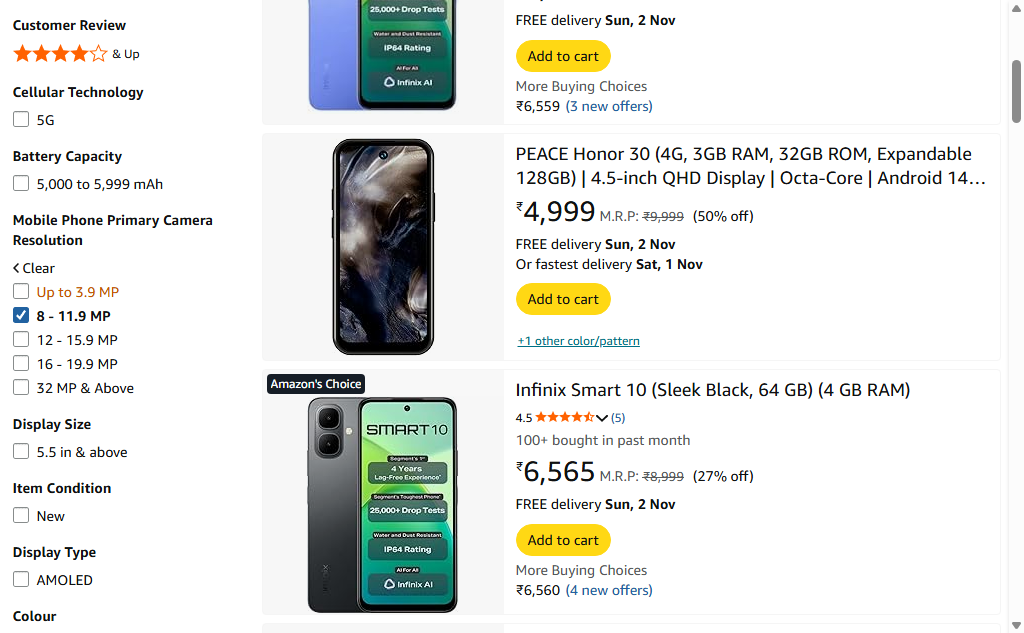 Customer Review
& Up
Cellular Technology
5G
Battery Capacity
5,000 to 5,999 mAh
Mobile Phone Primary Camera
Resolution
Clear
Up to 3.9 MP
8 - 11.9 MP
12 - 15.9 MP
16 - 19.9 MP
32 MP & Above
Display Size
5.5 in & above
Item Condition
New
Display Type
AMOLED
Colour
25,000+ Drop Tests
Water and Dust Resistant
IP64 Rating
AI For All
Infinix AI
FREE delivery Sun, 2 Nov
Add to cart
More Buying Choices
₹6,559 (3 new offers)
PEACE Honor 30 (4G, 3GB RAM, 32GB ROM, Expandable
128GB) | 4.5-inch QHD Display | Octa-Core | Android 14…
₹4,999 M.R.P: ₹9,999 (50% off)
FREE delivery Sun, 2 Nov
Or fastest delivery Sat, 1 Nov
Add to cart
+1 other color/pattern
Amazon's Choice
SMART 10
Segment's 1st
4 Years
Lag-Free Experience*
Segment's Toughest Phone*
25,000+ Drop Tests
Water and Dust Resistant
IP64 Rating
AI For All
Infinix AI
Infinix
Infinix Smart 10 (Sleek Black, 64 GB) (4 GB RAM)
4.5 (5)
100+ bought in past month
₹6,565 M.R.P: ₹8,999 (27% off)
FREE delivery Sun, 2 Nov
Add to cart
More Buying Choices
₹6,560 (4 new offers)